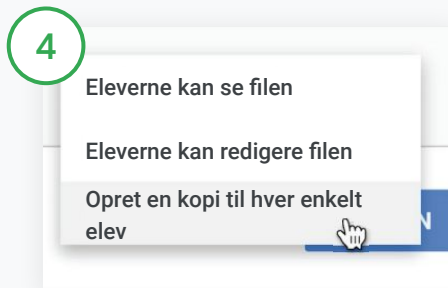 4
Eleverne kan se filen
Eleverne kan redigere filen
Opret en kopi til hver enkelt
elev